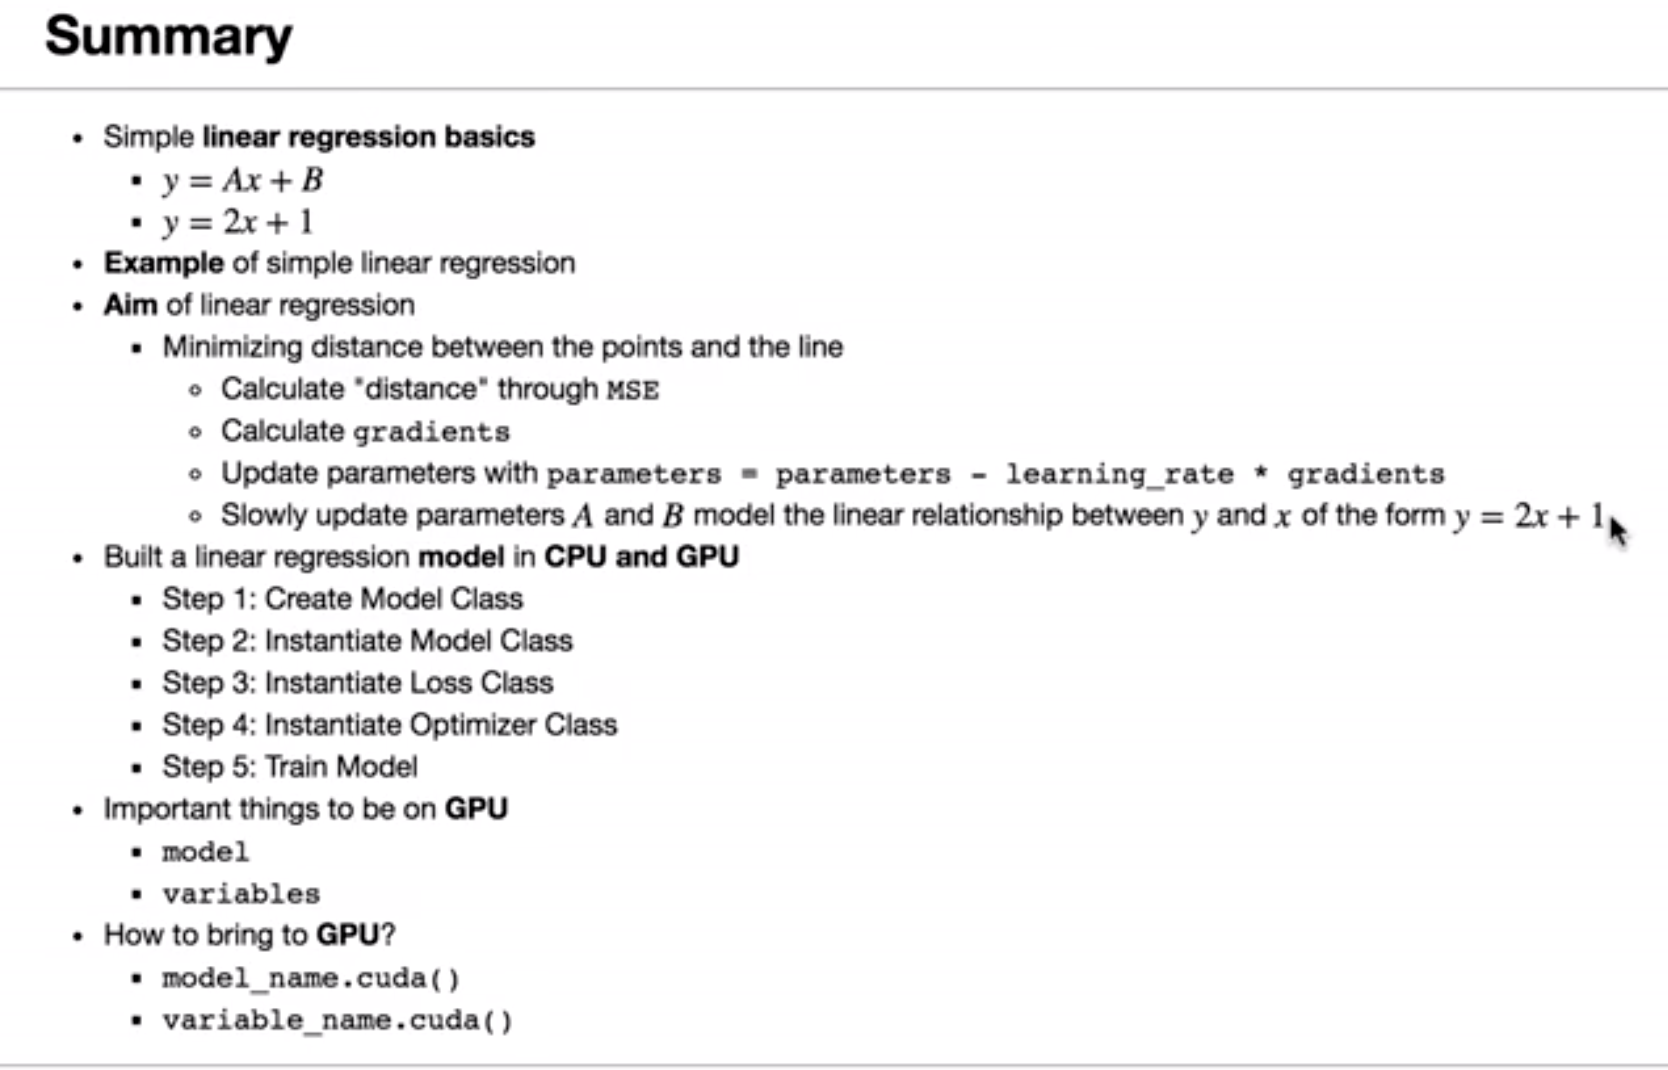 Summary
• Simple linear regression basics
▪ y = Ax + B
▪ y = 2x + 1
• Example of simple linear regression
• Aim of linear regression
▪ Minimizing distance between the points and the line
◦ Calculate "distance" through MSE
◦ Calculate gradients
◦ Update parameters with parameters = parameters - learning_rate * gradients
◦ Slowly update parameters A and B model the linear relationship between y and x of the form y = 2x + 1
• Built a linear regression model in CPU and GPU
▪ Step 1: Create Model Class
▪ Step 2: Instantiate Model Class
▪ Step 3: Instantiate Loss Class
▪ Step 4: Instantiate Optimizer Class
▪ Step 5: Train Model
• Important things to be on GPU
▪ model
▪ variables
• How to bring to GPU?
▪ model_name.cuda()
▪ variable_name.cuda()